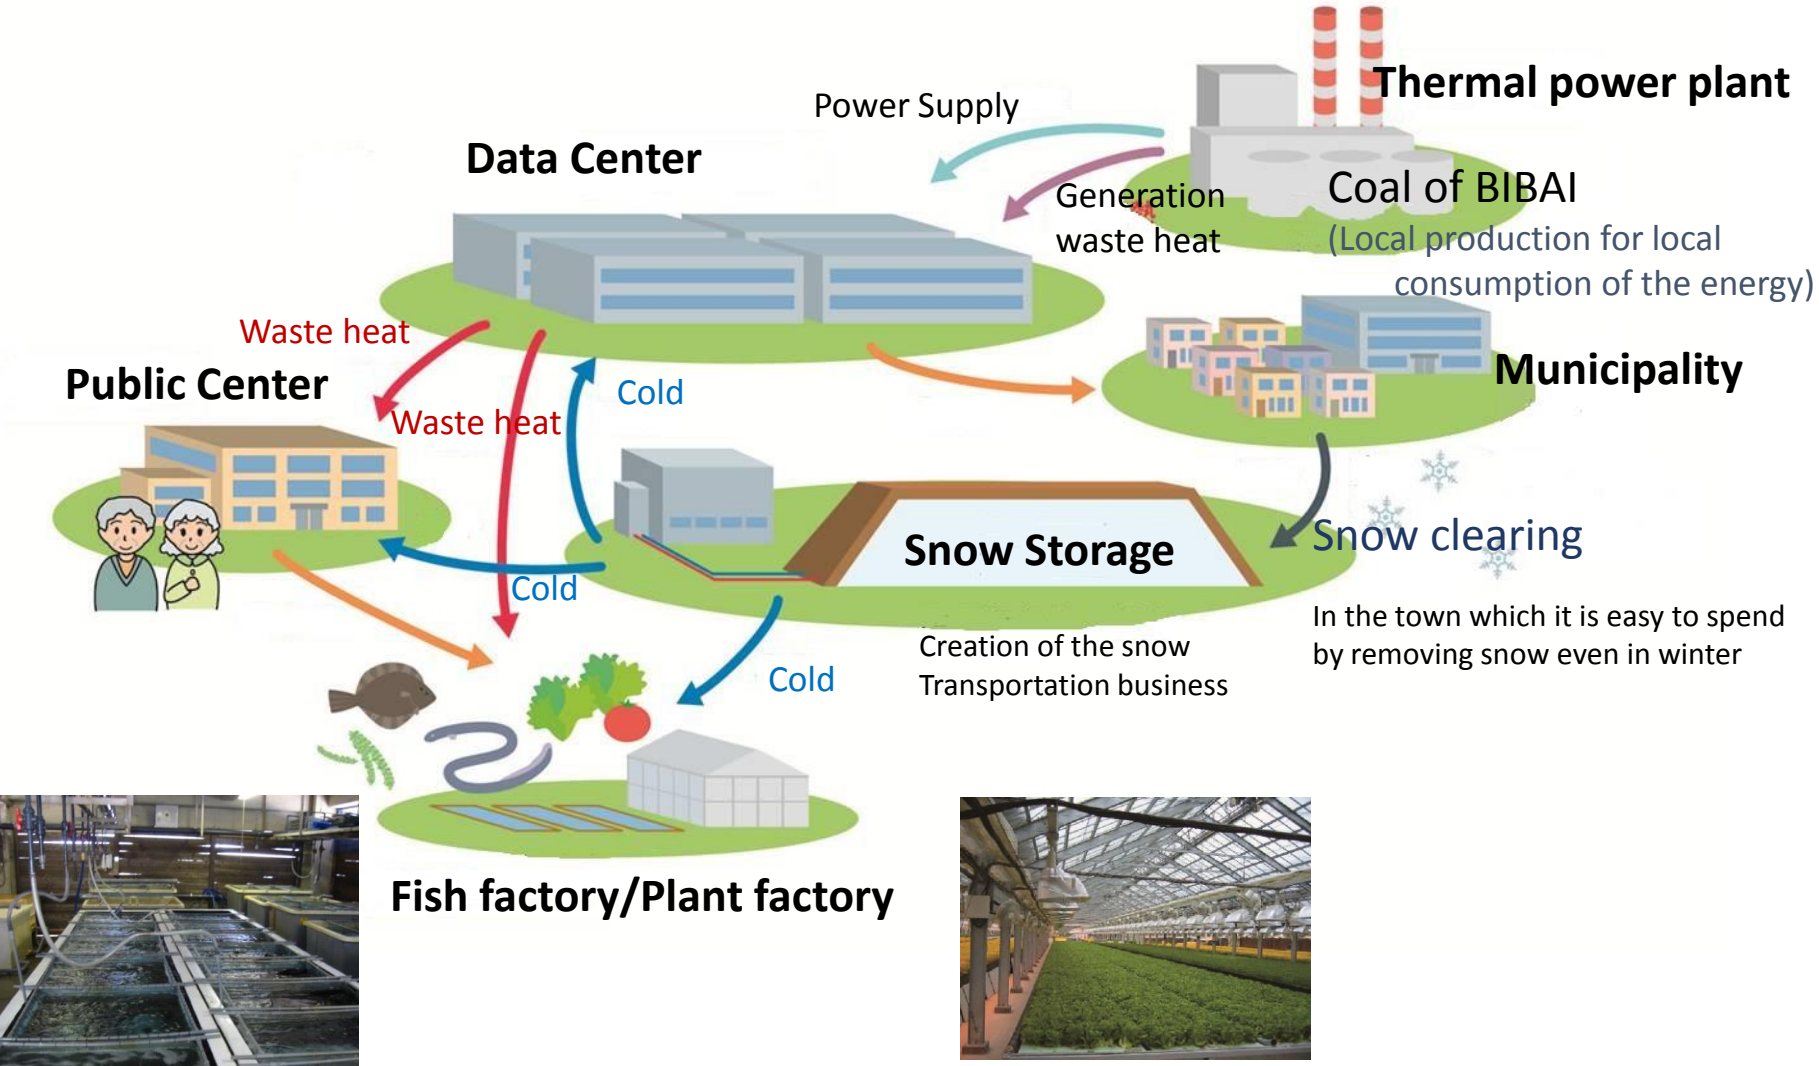 Thermal power plant
Power Supply
Data Center
Generation
waste heat
Coal of BIBAI
(Local production for local
consumption of the energy)
Waste heat
Public Center
Waste heat
Cold
Municipality
Snow Storage
Snow clearing
Cold
In the town which it is easy to spend
by removing snow even in winter
Creation of the snow
Transportation business
Cold
Fish factory/Plant factory